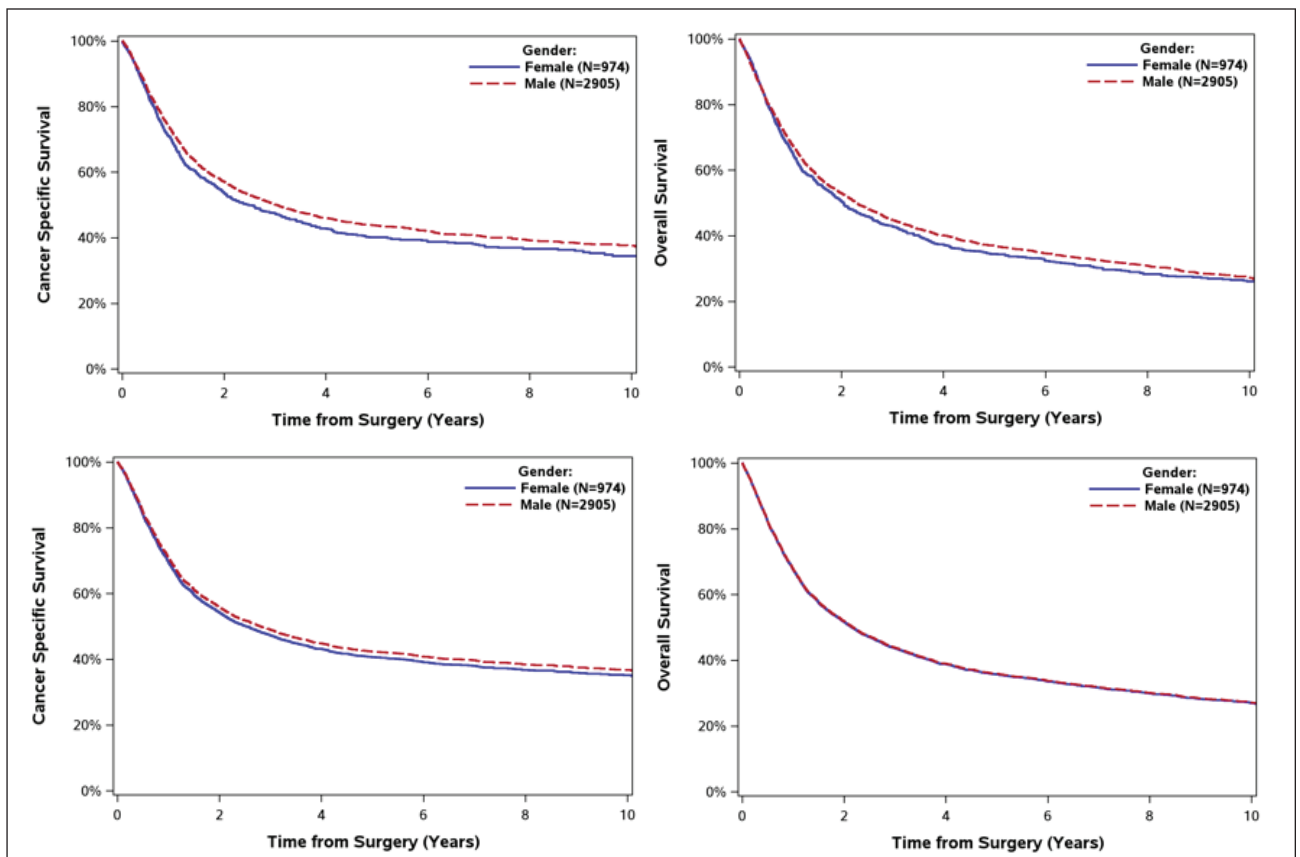 Cancer Specific Survival
100%
80%
60%
40%
20%
0%
Gender:
Female (N=974)
Male (N=2905)
0 2 4 6 8 10
Time from Surgery (Years)
Overall Survival
100%
80%
60%
40%
20%
0%
Gender:
Female (N=974)
Male (N=2905)
0 2 4 6 8 10
Time from Surgery (Years)
Cancer Specific Survival
100%
80%
60%
40%
20%
0%
Gender:
Female (N=974)
Male (N=2905)
0 2 4 6 8 10
Time from Surgery (Years)
Overall Survival
100%
80%
60%
40%
20%
0%
Gender:
Female (N=974)
Male (N=2905)
0 2 4 6 8 10
Time from Surgery (Years)